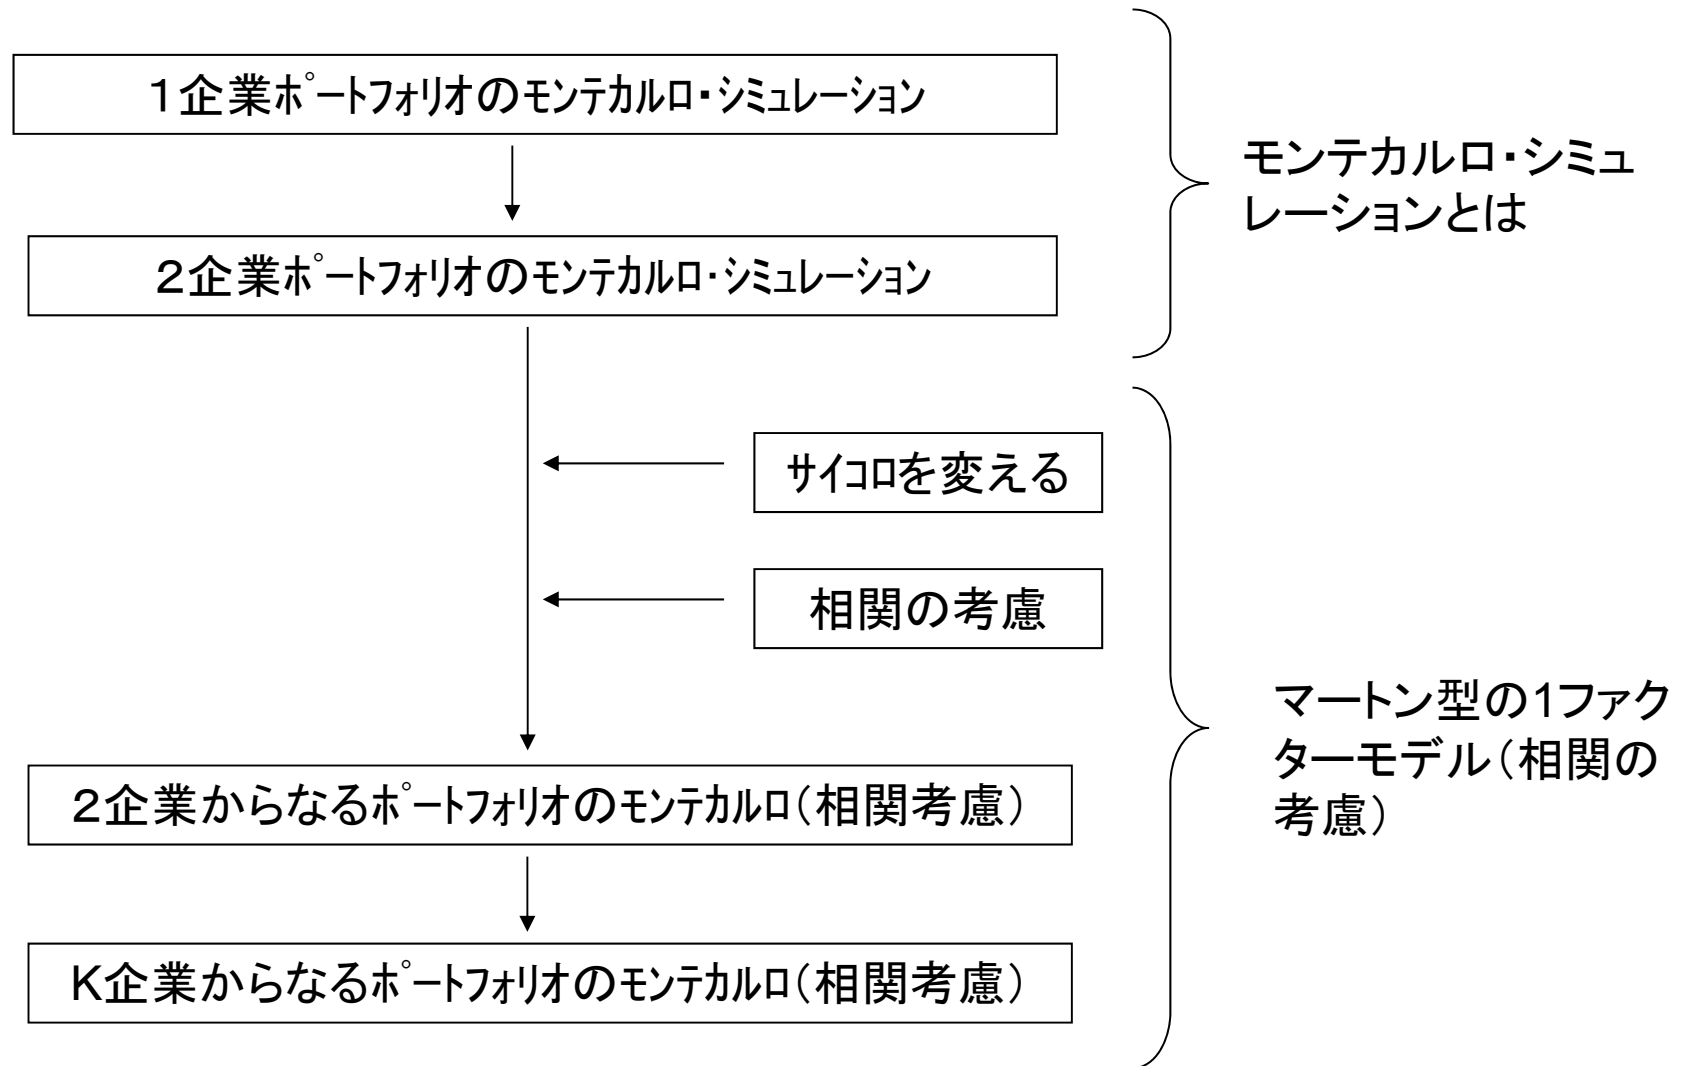 １企業ﾎﾟｰﾄﾌｫﾘｵのﾓﾝﾃｶﾙﾛ・ｼﾐｭﾚｰｼｮﾝ
２企業ﾎﾟｰﾄﾌｫﾘｵのﾓﾝﾃｶﾙﾛ・ｼﾐｭﾚｰｼｮﾝ
モンテカルロ・シミュ
レーションとは
ｻｲｺﾛを変える
相関の考慮
２企業からなるﾎﾟｰﾄﾌｫﾘｵのﾓﾝﾃｶﾙﾛ（相関考慮）
K企業からなるﾎﾟｰﾄﾌｫﾘｵのﾓﾝﾃｶﾙﾛ（相関考慮）
マートン型の1ファク
ターモデル（相関の
考慮）